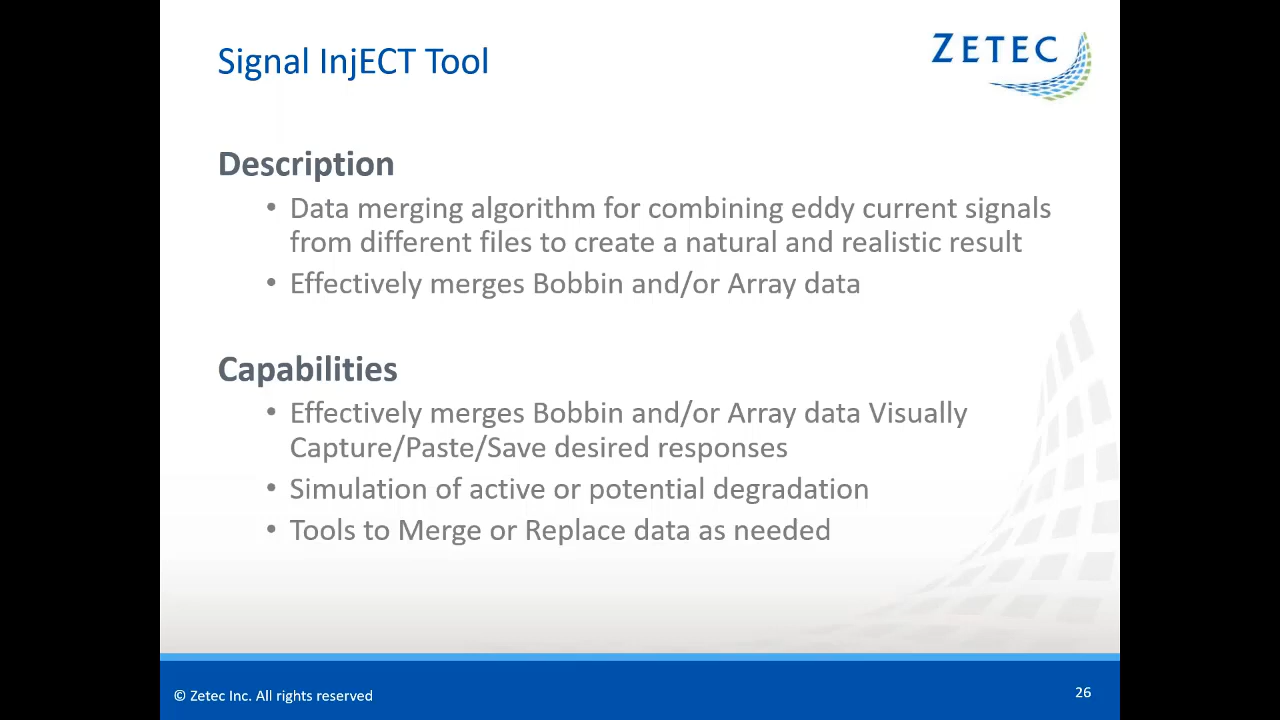 Signal InjECT Tool
ZETEC
Description
• Data merging algorithm for combining eddy current signals
from different files to create a natural and realistic result
• Effectively merges Bobbin and/or Array data
Capabilities
• Effectively merges Bobbin and/or Array data Visually
Capture/Paste/Save desired responses
• Simulation of active or potential degradation
• Tools to Merge or Replace data as needed
© Zetec Inc. All rights reserved
26